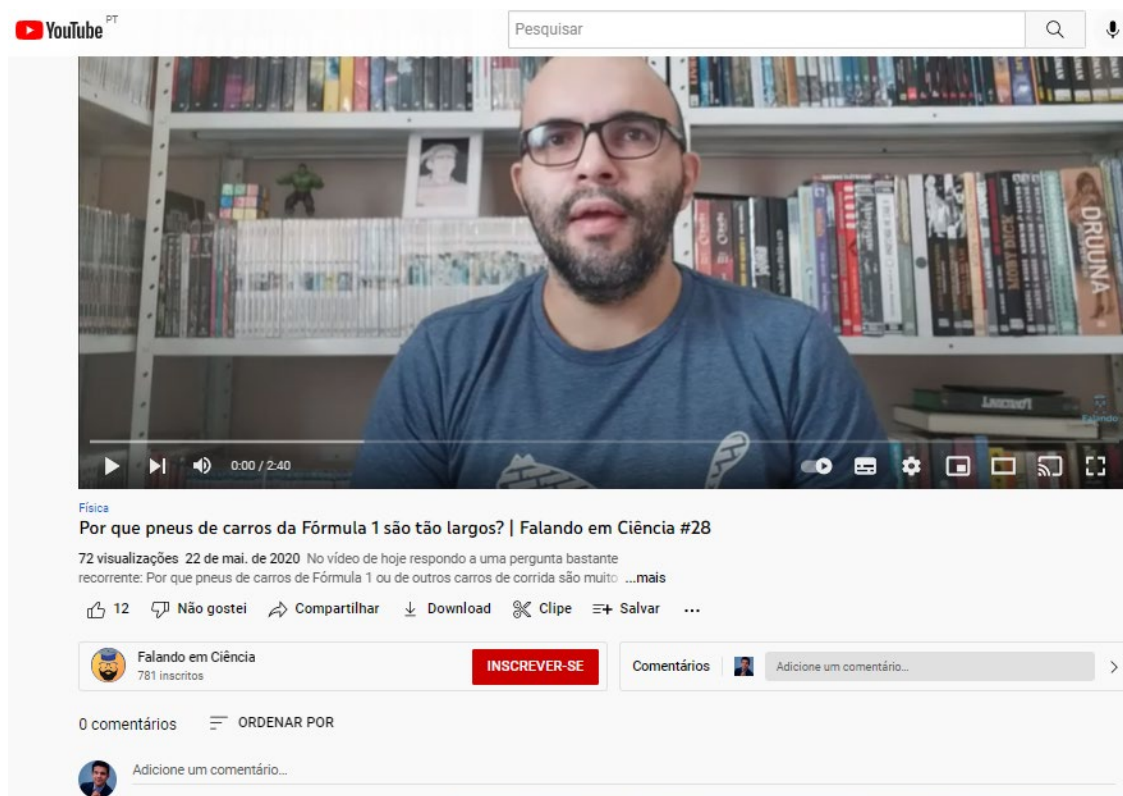 YouTube PT
Pesquisar
DRUUNA
MOBY DICK
Falando
0:00 / 2:40
Física
Por que pneus de carros da Fórmula 1 são tão largos? | Falando em Ciência #28
72 visualizações 22 de mai. de 2020 No vídeo de hoje respondo a uma pergunta bastante
recorrente: Por que pneus de carros de Fórmula 1 ou de outros carros de corrida são muito ...mais
12 Não gostei Compartilhar Download Clipe Salvar ...
Falando em Ciência
781 inscritos
INSCREVER-SE
Comentários
Adicione um comentário...
0 comentários ORDENAR POR
Adicione um comentário...